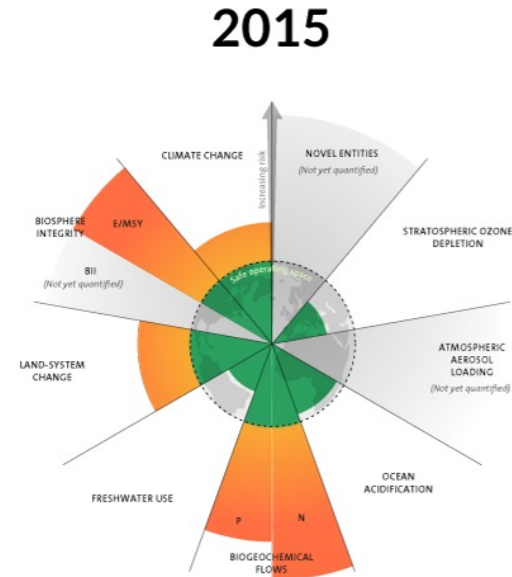 2015
CLIMATE CHANGE
Increasing risk
NOVEL ENTITIES
(Not yet quantified)
STRATOSPHERIC OZONE
DEPLETION
BIOSPHERE
INTEGRITY
E/MSY
BII
(Not yet quantified)
Safe operating space
LAND-SYSTEM
CHANGE
ATMOSPHERIC
AEROSOL
LOADING
(Not yet quantified)
FRESHWATER USE
OCEAN
ACIDIFICATION
P
N
BIOGEOCHEMICAL
FLOWS